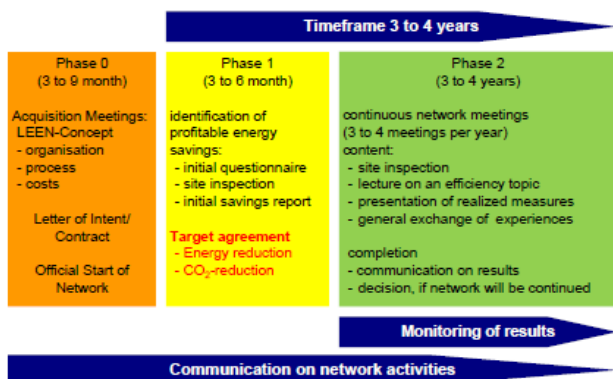 Timeframe 3 to 4 years
Phase 0
(3 to 9 month)
Acquisition Meetings:
LEEN-Concept
- organisation
- process
- costs
Letter of Intent/
Contract
Official Start of
Network
Phase 1
(3 to 6 month)
identification of
profitable energy
savings:
- initial questionnaire
- site inspection
- initial savings report
Target agreement
- Energy reduction
- CO₂-reduction
Phase 2
(3 to 4 years)
continuous network meetings
(3 to 4 meetings per year)
content:
- site inspection
- lecture on an efficiency topic
- presentation of realized measures
- general exchange of experiences
completion
- communication on results
- decision, if network will be continued
Monitoring of results
Communication on network activities